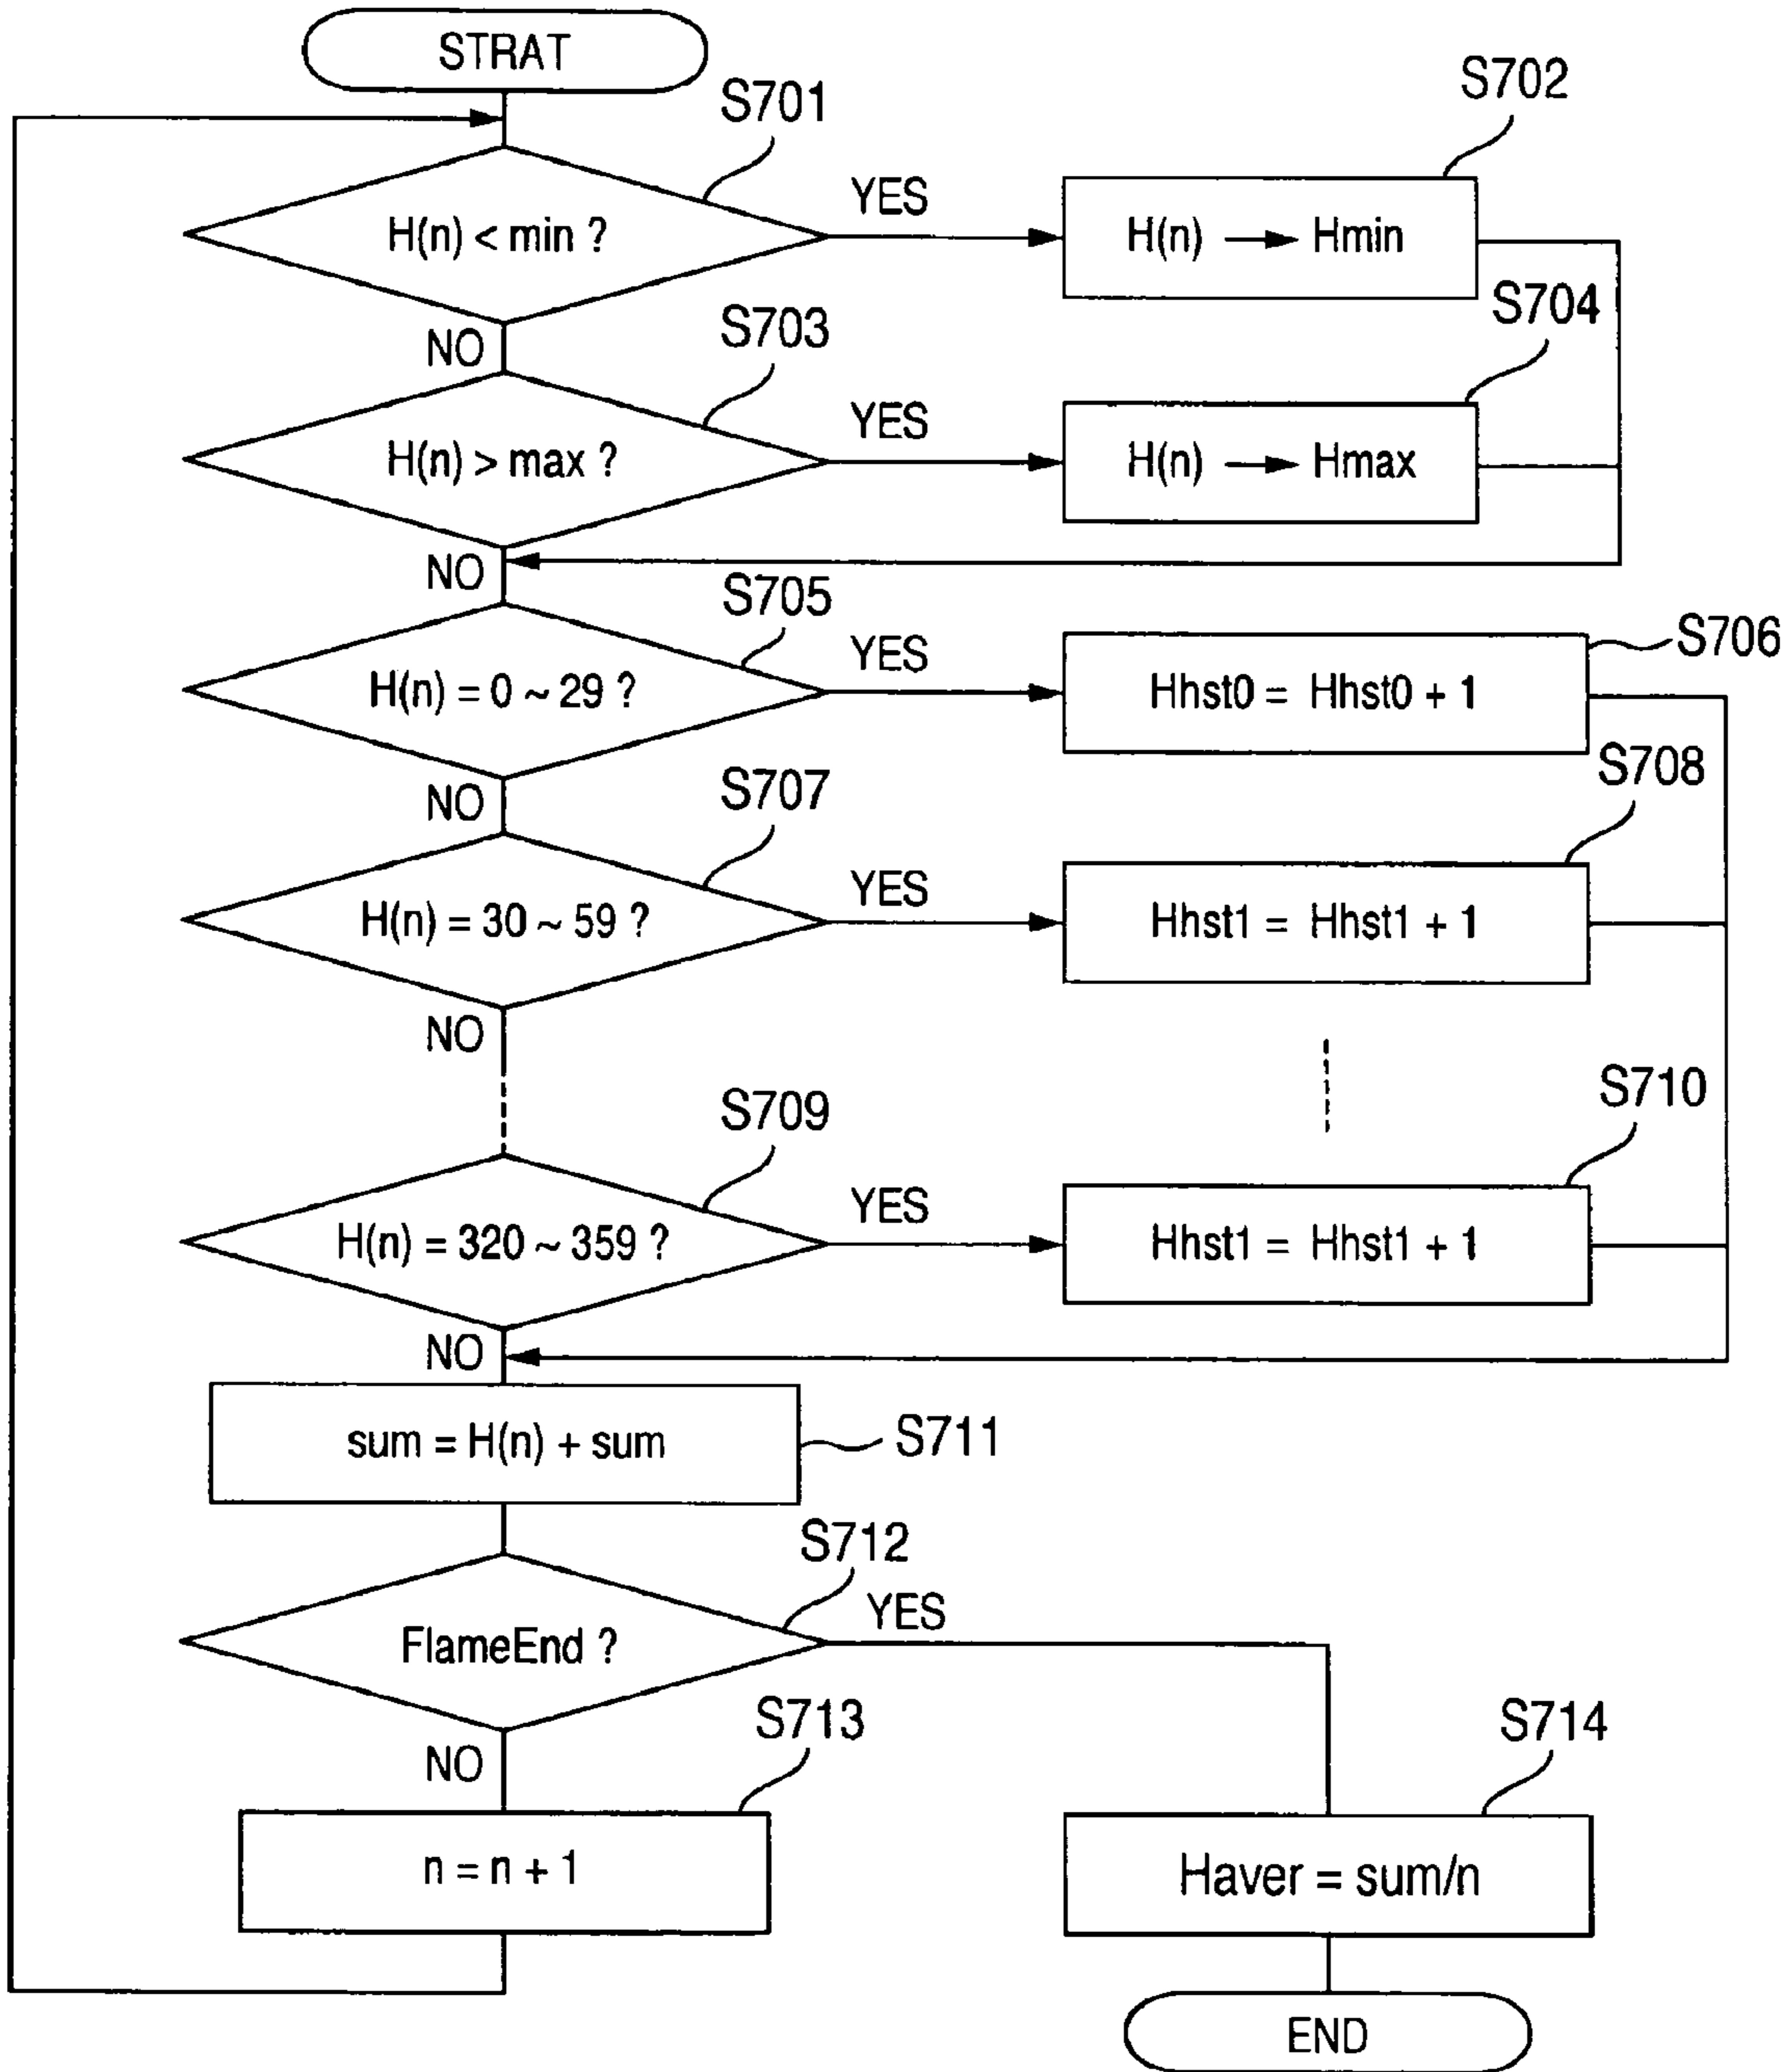 STRAT
S701
S702
H(n) < min ?
YES
H(n) → Hmin
NO
S703
S704
H(n) > max ?
YES
H(n) → Hmax
NO
S705
S706
H(n) = 0 ~ 29 ?
YES
Hhst0 = Hhst0 + 1
NO
S707
S708
H(n) = 30 ~ 59 ?
YES
Hhst1 = Hhst1 + 1
NO
S709
S710
H(n) = 320 ~ 359 ?
YES
Hhst1 = Hhst1 + 1
NO
sum = H(n) + sum
S711
S712
FlameEnd ?
YES
NO
S713
S714
n = n + 1
Haver = sum/n
END